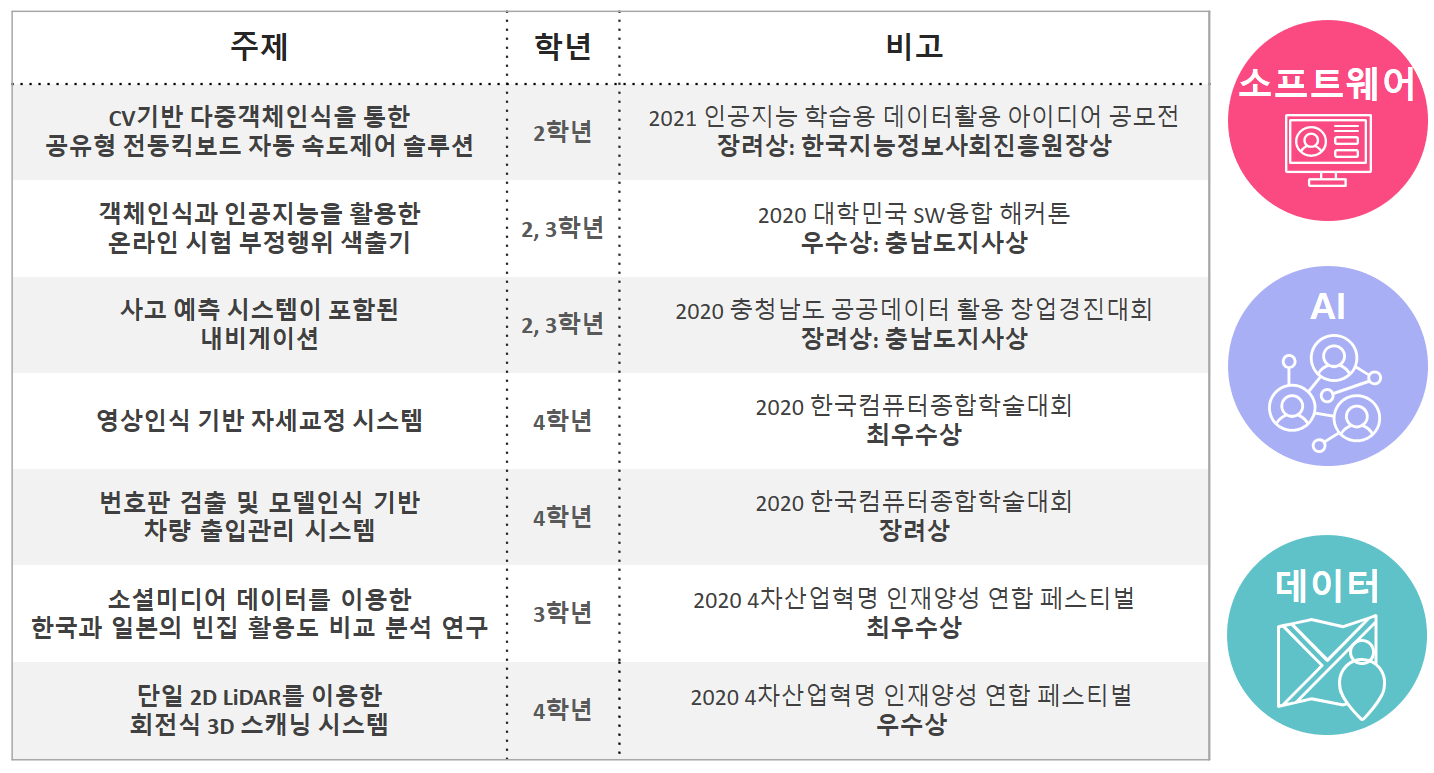 주제
학년
비고
CV기반 다중객체인식을 통한
공유형 전동킥보드 자동 속도제어 솔루션
2학년
2021 인공지능 학습용 데이터활용 아이디어 공모전
장려상: 한국지능정보사회진흥원장상
객체인식과 인공지능을 활용한
온라인 시험 부정행위 색출기
2, 3학년
2020 대학민국 SW융합 해커톤
우수상: 충남도지사상
사고 예측 시스템이 포함된
내비게이션
2, 3학년
2020 충청남도 공공데이터 활용 창업경진대회
장려상: 충남도지사상
영상인식 기반 자세교정 시스템
4학년
2020 한국컴퓨터종합학술대회
최우수상
번호판 검출 및 모델인식 기반
차량 출입관리 시스템
4학년
2020 한국컴퓨터종합학술대회
장려상
소셜미디어 데이터를 이용한
한국과 일본의 빈집 활용도 비교 분석 연구
3학년
2020 4차산업혁명 인재양성 연합 페스티벌
최우수상
단일 2D LiDAR를 이용한
회전식 3D 스캐닝 시스템
4학년
2020 4차산업혁명 인재양성 연합 페스티벌
우수상
소프트웨어
AI
데이터